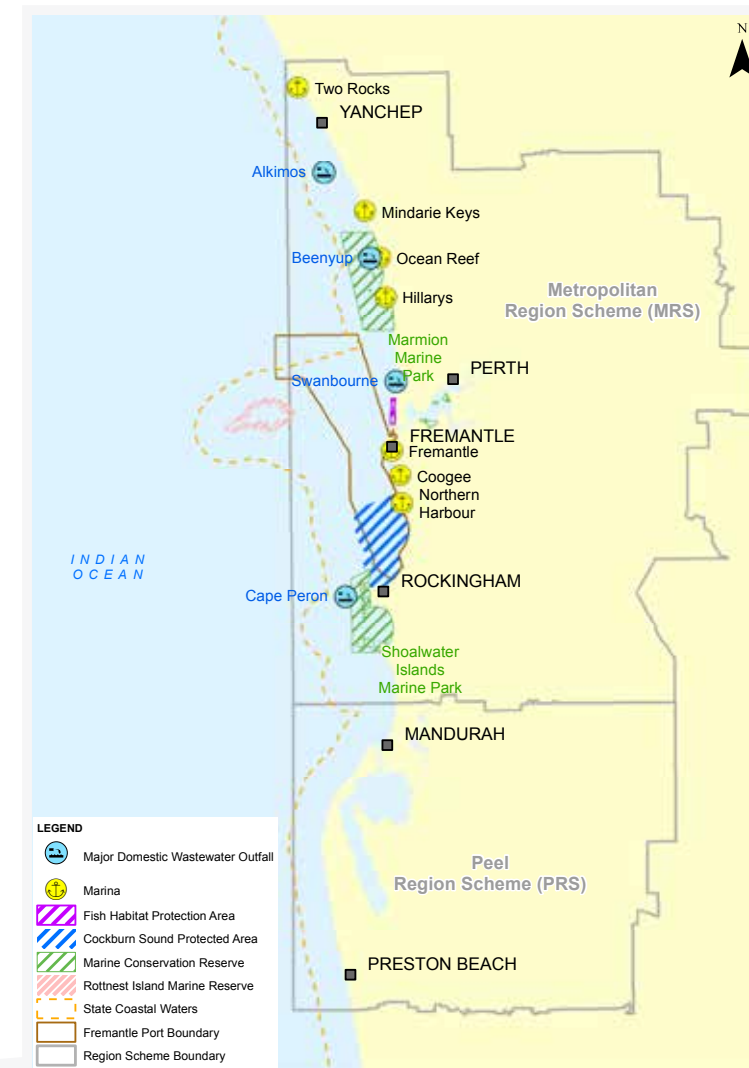 N
Two Rocks
YANCHEP
Alkimos
Mindarie Keys
Beenyup
Ocean Reef
Metropolitan
Region Scheme (MRS)
Hillarys
Marmion
Marine
Park
PERTH
Swanbourne
FREMANTLE
Fremantle
Coogee
Northern
Harbour
INDIAN
OCEAN
ROCKINGHAM
Cape Peron
Shoalwater
Islands
Marine Park
MANDURAH
Peel
Region Scheme (PRS)
PRESTON BEACH
LEGEND
Major Domestic Wastewater Outfall
Marina
Fish Habitat Protection Area
Cockburn Sound Protected Area
Marine Conservation Reserve
Rottnest Island Marine Reserve
State Coastal Waters
Fremantle Port Boundary
Region Scheme Boundary